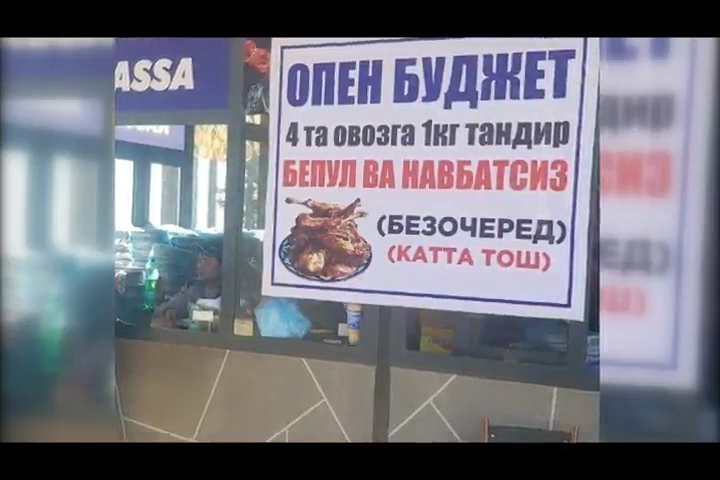 ASSA
ОПЕН БУДЖЕТ
4 та овозга 1кг тандир
БЕПУЛ ВА НАВБАТСИЗ
(БЕЗОЧЕРЕД)
(КАТТА ТОШ)